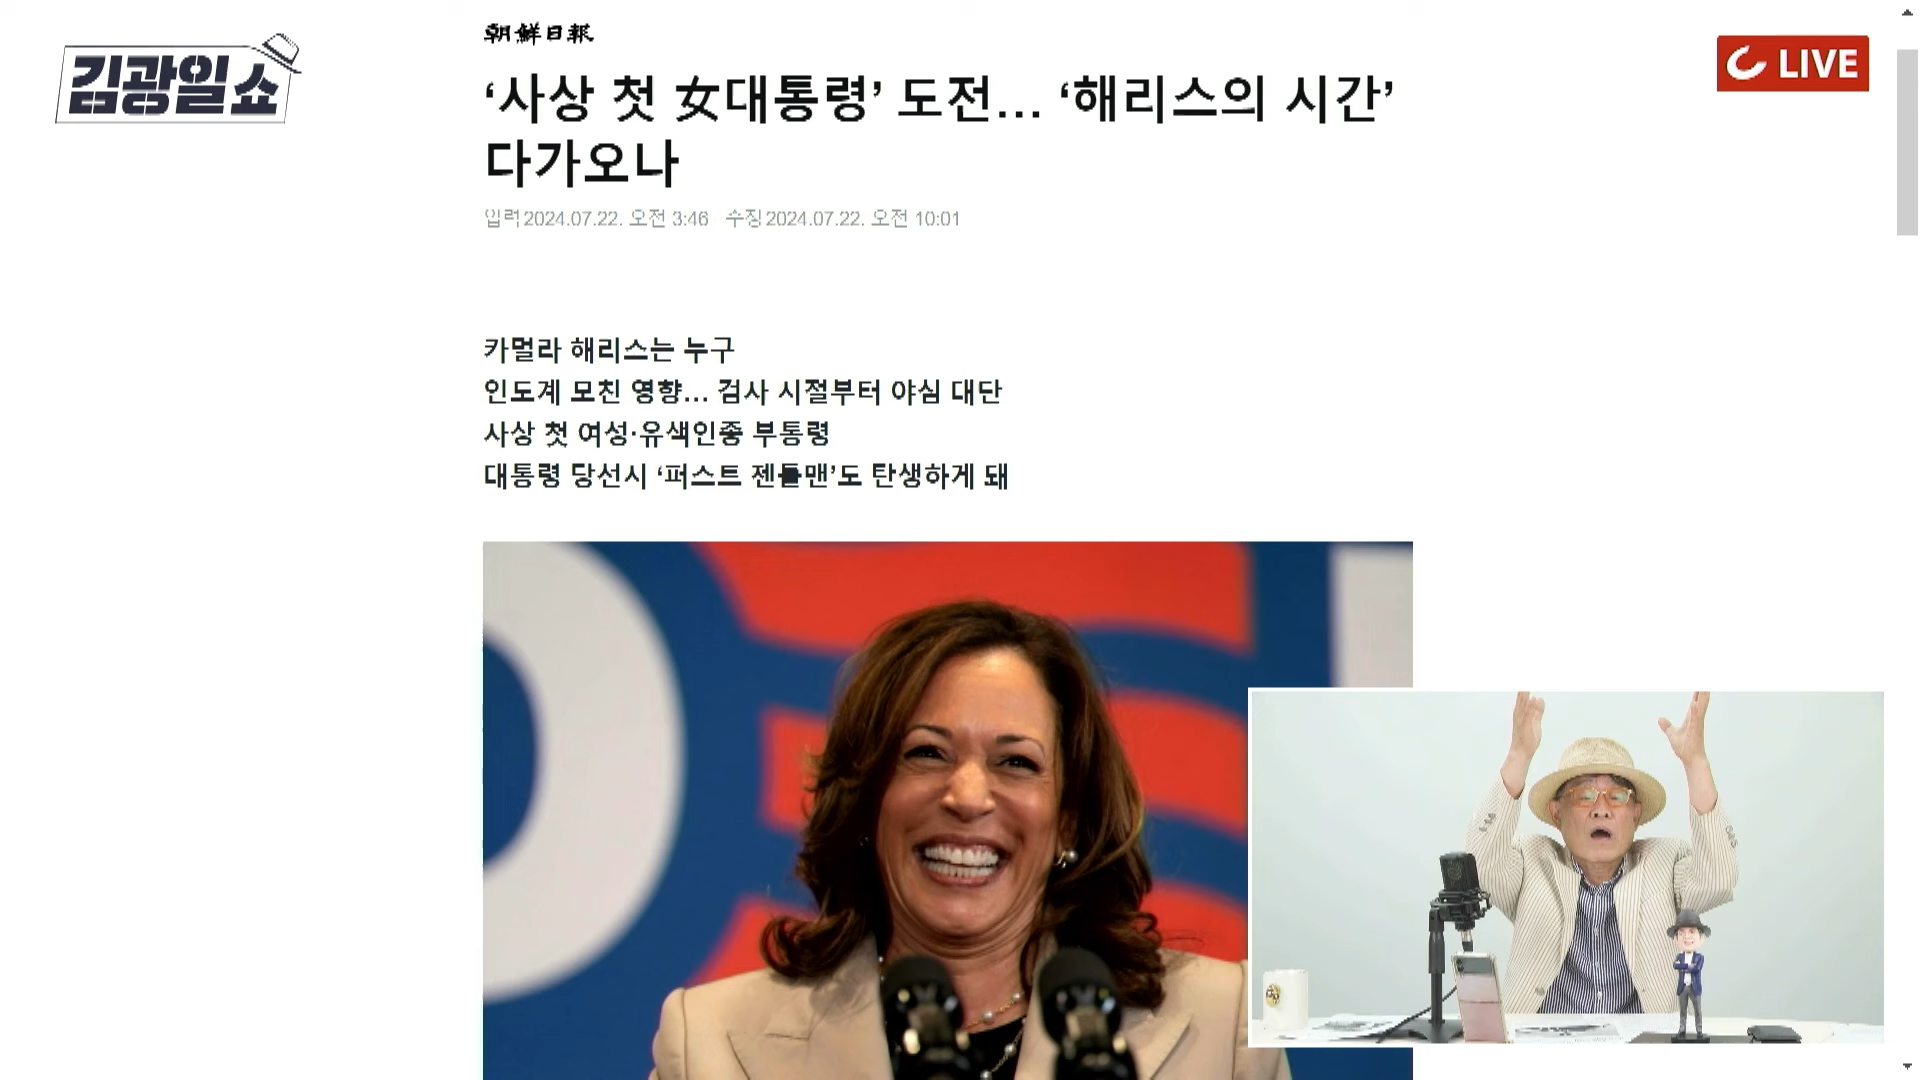 김광일쇼
朝鮮日報
LIVE
‘사상 첫 女대통령’ 도전… ‘해리스의 시간’
다가오나
입력 2024.07.22. 오전 3:46 수정 2024.07.22. 오전 10:01
카멀라 해리스는 누구
인도계 모친 영향… 검사 시절부터 야심 대단
사상 첫 여성·유색인종 부통령
대통령 당선시 ‘퍼스트 젠틀맨’도 탄생하게 돼